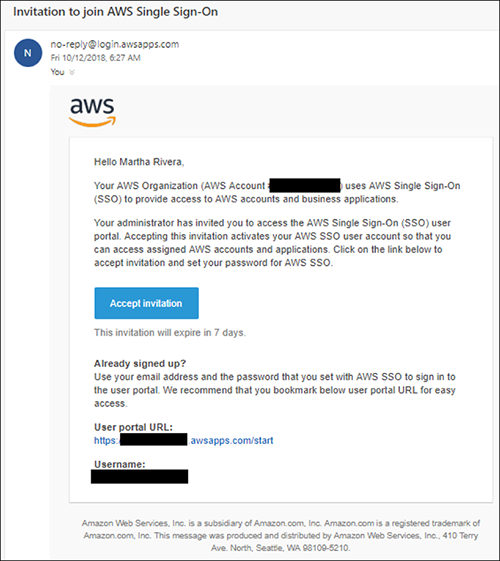 Invitation to join AWS Single Sign-On
N
no-reply@login.awsapps.com
Fri 10/12/2018, 6:27 AM
You
aws
Hello Martha Rivera,
Your AWS Organization (AWS Account #) uses AWS Single Sign-On
(SSO) to provide access to AWS accounts and business applications.
Your administrator has invited you to access the AWS Single Sign-On (SSO) user
portal. Accepting this invitation activates your AWS SSO user account so that you
can access assigned AWS accounts and applications. Click on the link below to
accept invitation and set your password for AWS SSO.
Accept invitation
This invitation will expire in 7 days.
Already signed up?
Use your email address and the password that you set with AWS SSO to sign in to
the user portal. We recommend that you bookmark below user portal URL for easy
access.
User portal URL:
https:/ .awsapps.com/start
Username:
Amazon Web Services, Inc. is a subsidiary of Amazon.com, Inc. Amazon.com is a registered trademark of
Amazon.com, Inc. This message was produced and distributed by Amazon Web Services, Inc., 410 Terry
Ave. North, Seattle, WA 98109-5210.